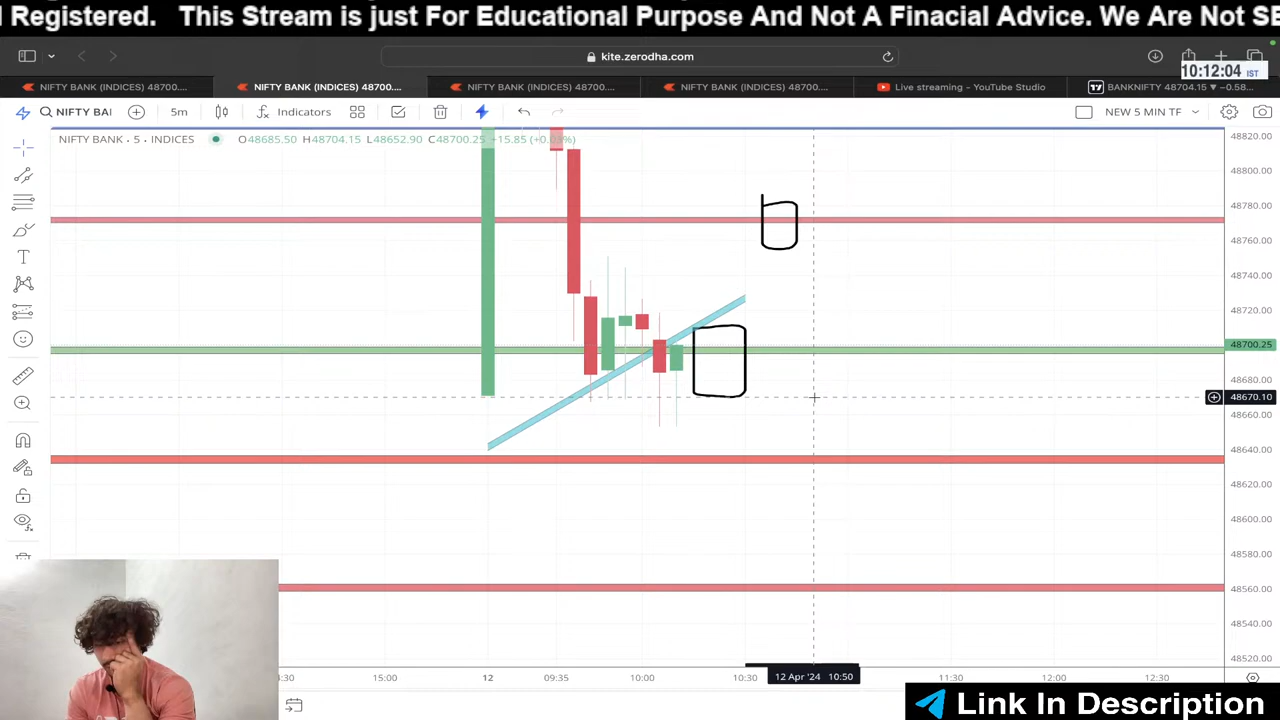 l Registered.   This Stream is just For Educational Purpose And Not A Finacial Advice. We Are Not SE
kite.zerodha.com
10:12:04 IST
NIFTY BANK (INDICES) 48700....
NIFTY BANK (INDICES) 48700....
NIFTY BANK (INDICES) 48700....
NIFTY BANK (INDICES) 48700....
Live streaming - YouTube Studio
BANKNIFTY 48704.15 ▼ −0.58...
NIFTY BAI
5m
Indicators
NEW 5 MIN TF
NIFTY BANK · 5 · INDICES
O48685.50 H48704.15 L48652.90 C48700.25 +15.85 (+0.03%)
48820.00
48800.00
48780.00
48760.00
48740.00
48720.00
48700.25
48680.00
48670.10
48660.00
48640.00
48620.00
48600.00
48580.00
48560.00
48540.00
48520.00
:30
15:00
12
09:35
10:00
10:30
12 Apr '24 10:50
11:30
12:00
12:30
Link In Description